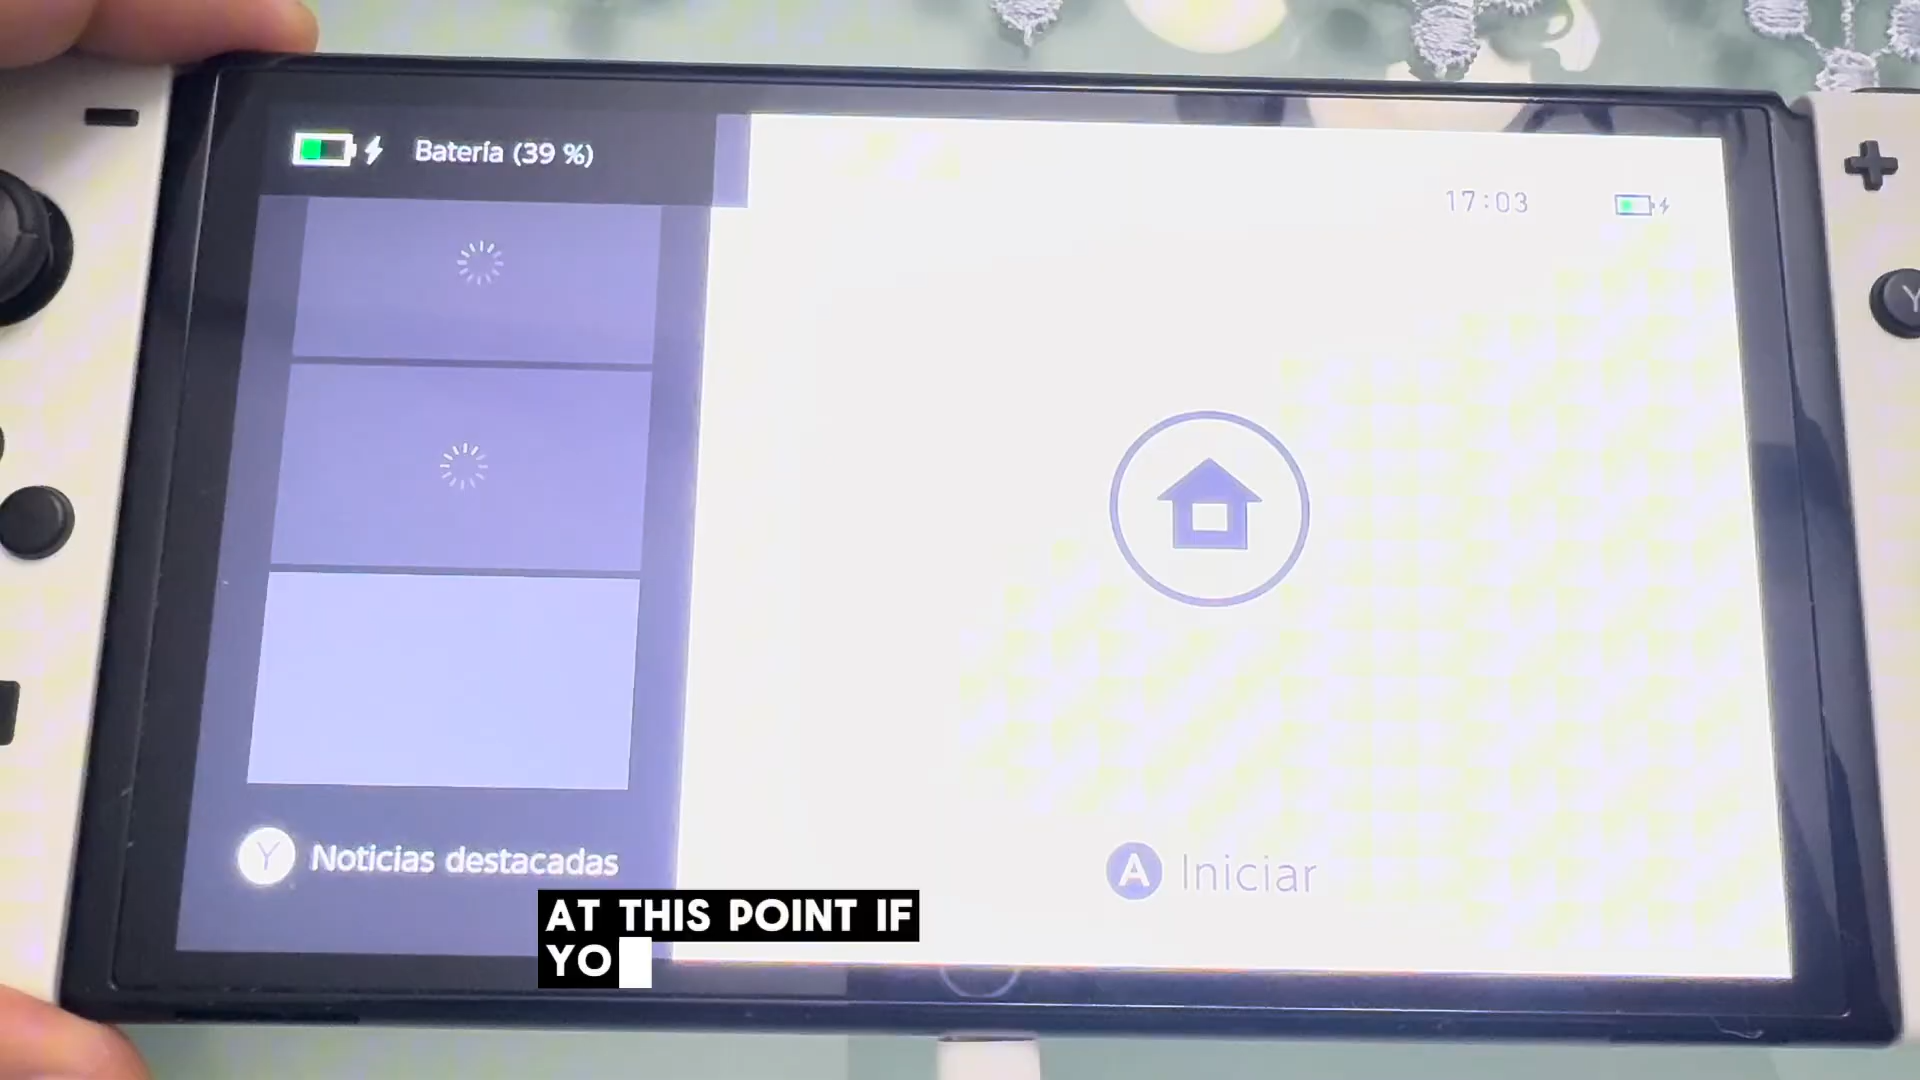 Batería (39 %)
17:03
Y
Y Noticias destacadas
A Iniciar
AT THIS POINT IF
YO